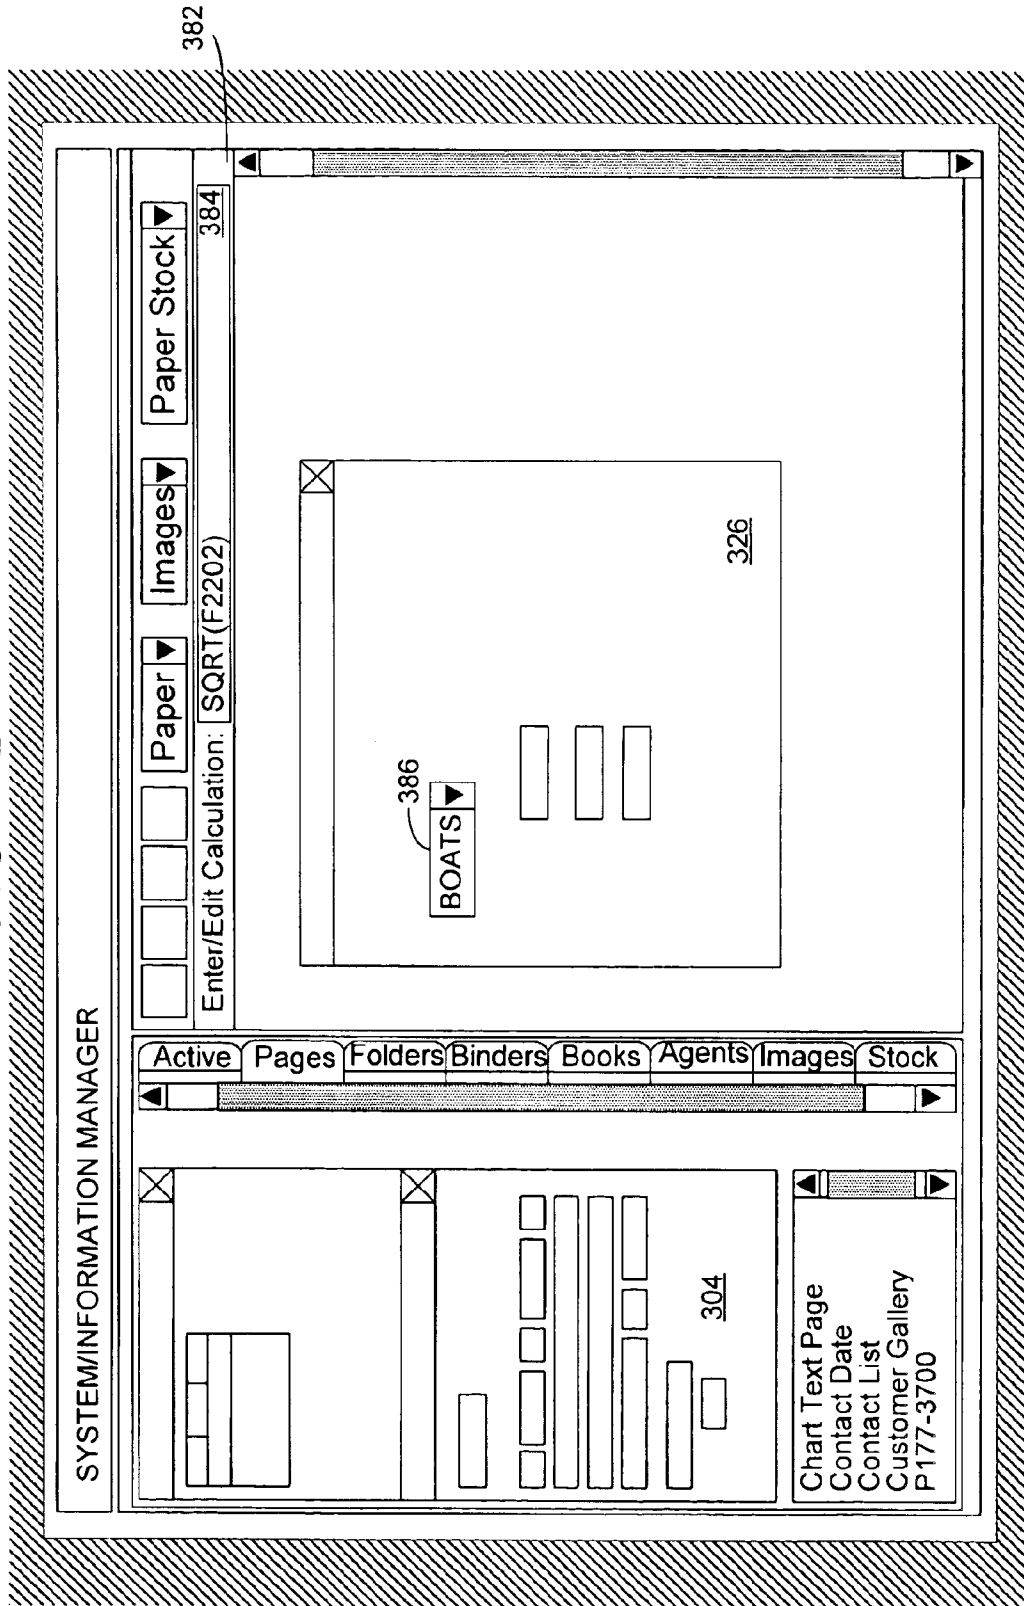 SYSTEM/INFORMATION MANAGER
Paper
Images
Paper Stock
Enter/Edit Calculation: SQRT(F2202) 384
382
Active
Pages
Folders
Binders
Books
Agents
Images
Stock
BOATS
386
326
304
Chart Text Page
Contact Date
Contact List
Customer Gallery
P177-3700